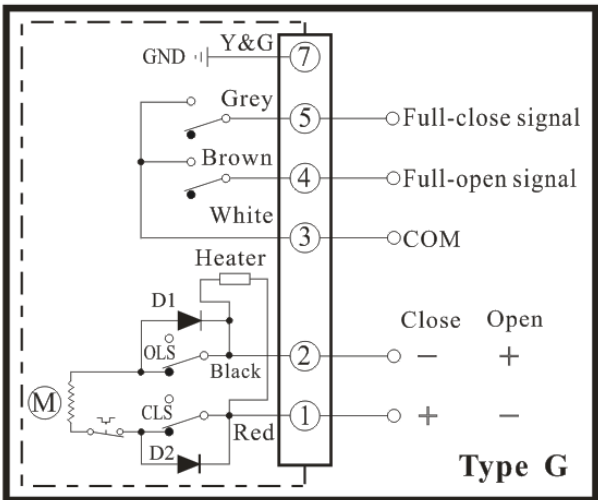 GND Y&G 7
Grey 5 Full-close signal
Brown 4 Full-open signal
White 3 COM
Heater
D1 Close Open
OLS Black 2 − +
M CLS Red 1 + −
D2 Type G